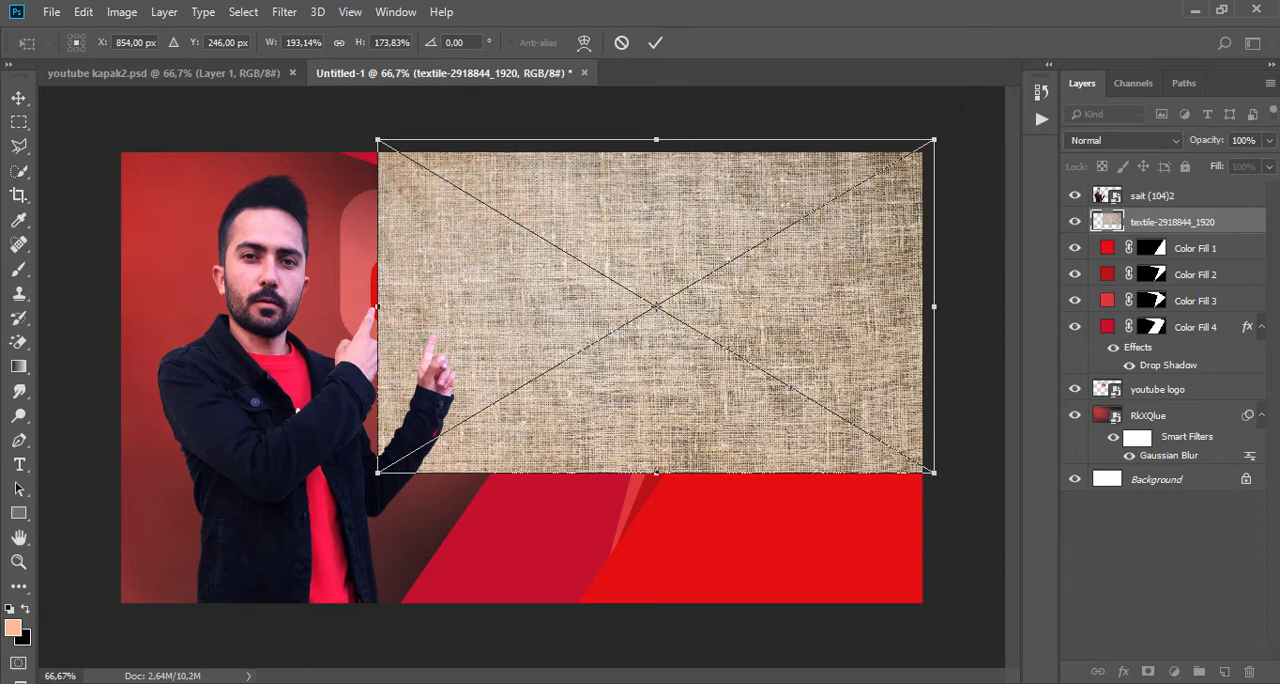 Ps File Edit Image Layer Type Select Filter 3D View Window Help
X: 854,00 px Y: 246,00 px W: 193,14% H: 173,83% 0,00 ° Anti-alias
youtube kapak2.psd @ 66,7% (Layer 1, RGB/8#) × Untitled-1 @ 66,7% (textile-2918844_1920, RGB/8#) * ×
Layers Channels Paths
Kind
Normal Opacity: 100%
Lock: Fill: 100%
sait (104)2
textile-2918844_1920
Color Fill 1
Color Fill 2
Color Fill 3
Color Fill 4 fx
Effects
Drop Shadow
youtube logo
RkXQlue
Smart Filters
Gaussian Blur
Background
66,67% Doc: 2,64M/10,2M